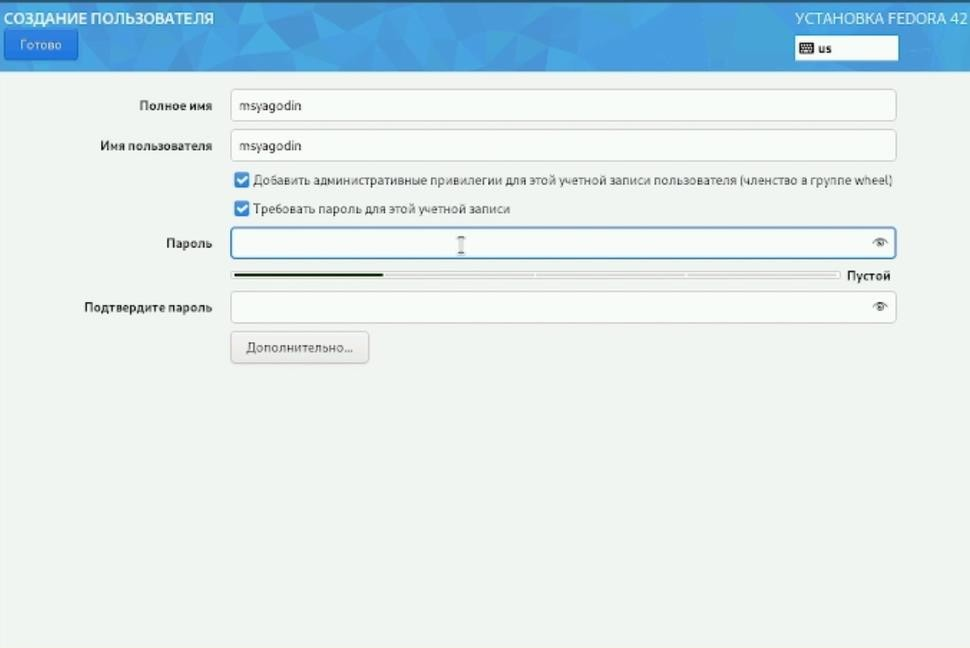 СОЗДАНИЕ ПОЛЬЗОВАТЕЛЯ
УСТАНОВКА FEDORA 42
Готово
us
Полное имя
msyagodin
Имя пользователя
msyagodin
Добавить административные привилегии для этой учетной записи пользователя (членство в группе wheel)
Требовать пароль для этой учетной записи
Пароль
Пустой
Подтвердите пароль
Дополнительно...